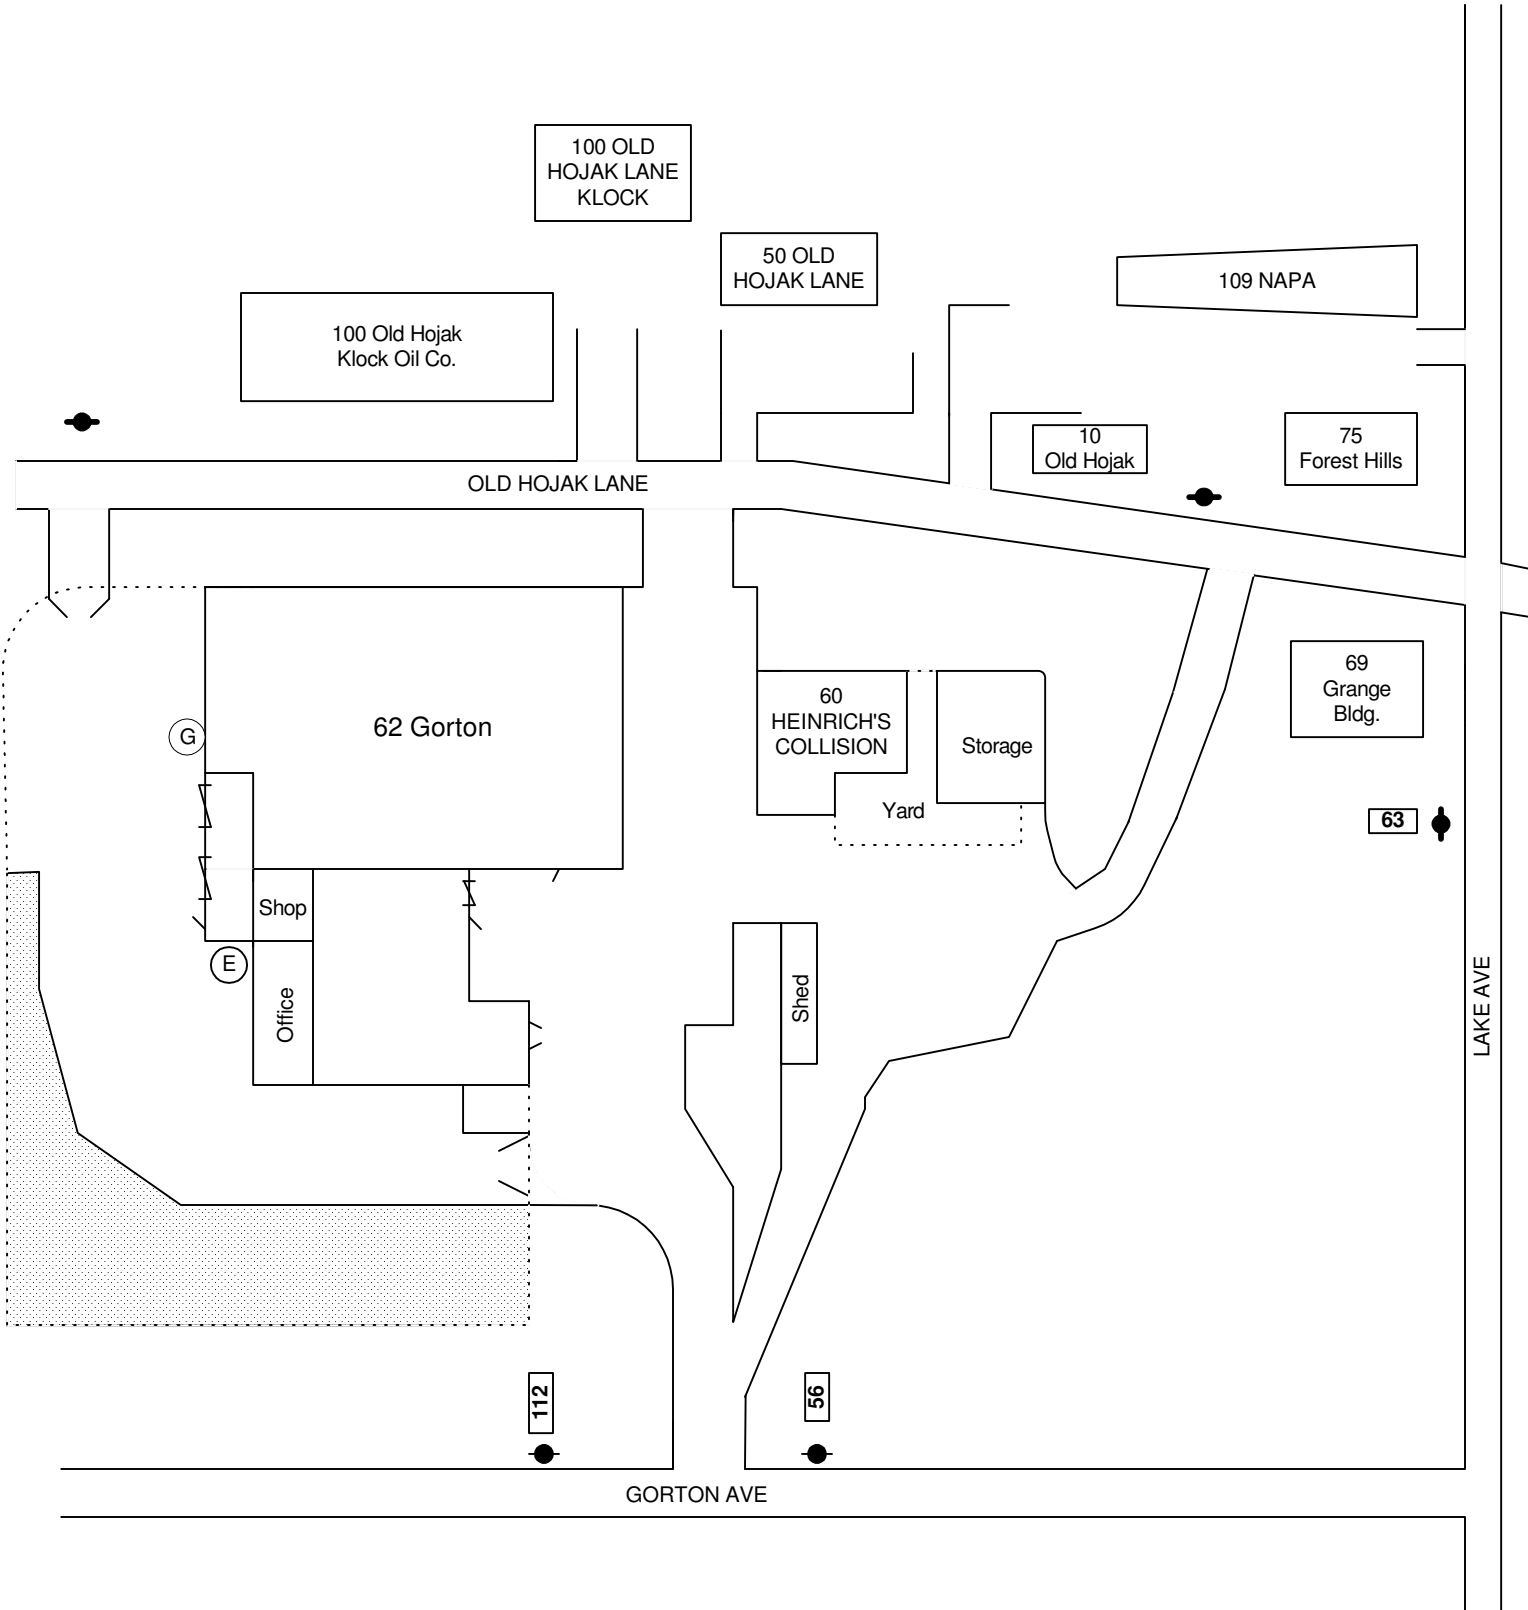 100 OLD
HOJAK LANE
KLOCK
50 OLD
HOJAK LANE
109 NAPA
100 Old Hojak
Klock Oil Co.
10
Old Hojak
75
Forest Hills
OLD HOJAK LANE
69
Grange
Bldg.
62 Gorton
G
60
HEINRICH'S
COLLISION
Storage
Yard
63
Shop
E
Office
Shed
LAKE AVE
112
56
GORTON AVE